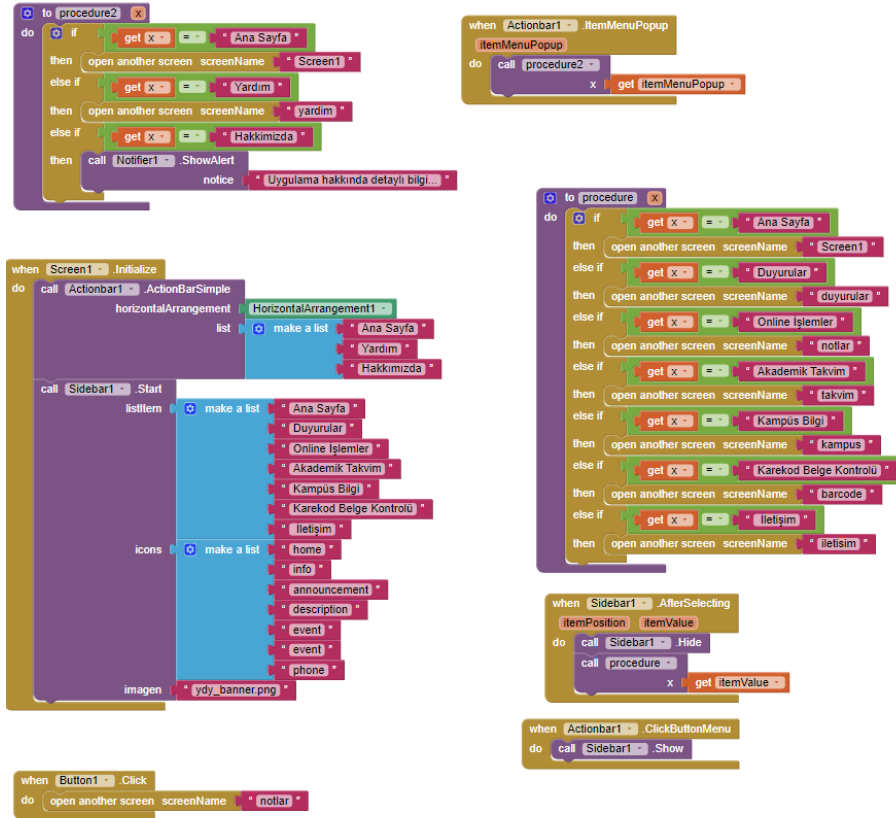 to procedure2 x
do if get x = " Ana Sayfa "
then open another screen screenName " Screen1 "
else if get x = " Yardım "
then open another screen screenName " yardim "
else if get x = " Hakkimizda "
then call Notifier1 .ShowAlert
notice " Uygulama hakkında detaylı bilgi... "
when Actionbar1 .ItemMenuPopup
itemMenuPopup
do call procedure2
x get itemMenuPopup
when Screen1 .Initialize
do call Actionbar1 .ActionBarSimple
horizontalArrangement HorizontalArrangement1
list make a list " Ana Sayfa "
" Yardım "
" Hakkımızda "
call Sidebar1 .Start
listItem make a list " Ana Sayfa "
" Duyurular "
" Online İşlemler "
" Akademik Takvim "
" Kampüs Bilgi "
" Karekod Belge Kontrolü "
" İletişim "
icons make a list " home "
" info "
" announcement "
" description "
" event "
" event "
" phone "
imagen " ydy_banner.png "
when Button1 .Click
do open another screen screenName " notlar "
to procedure x
do if get x = " Ana Sayfa "
then open another screen screenName " Screen1 "
else if get x = " Duyurular "
then open another screen screenName " duyurular "
else if get x = " Online İşlemler "
then open another screen screenName " notlar "
else if get x = " Akademik Takvim "
then open another screen screenName " takvim "
else if get x = " Kampüs Bilgi "
then open another screen screenName " kampus "
else if get x = " Karekod Belge Kontrolü "
then open another screen screenName " barcode "
else if get x = " İletişim "
then open another screen screenName " iletisim "
when Sidebar1 .AfterSelecting
itemPosition itemValue
do call Sidebar1 .Hide
call procedure
x get itemValue
when Actionbar1 .ClickButtonMenu
do call Sidebar1 .Show